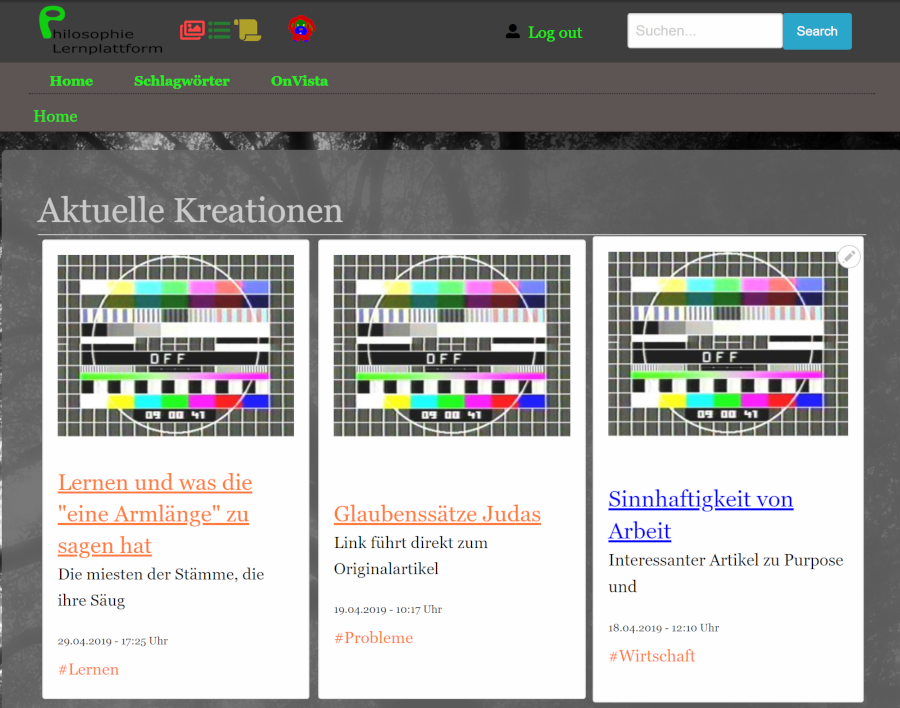 Philosophie
Lernplattform
Log out
Suchen...
Search
Home
Schlagwörter
OnVista
Home
Aktuelle Kreationen
DFF
09 00 41
Lernen und was die
"eine Armlänge" zu
sagen hat
Die miesten der Stämme, die
ihre Säug
29.04.2019 - 17:25 Uhr
#Lernen
DFF
09 00 41
Glaubenssätze Judas
Link führt direkt zum
Originalartikel
19.04.2019 - 10:17 Uhr
#Probleme
DFF
09 00 41
Sinnhaftigkeit von
Arbeit
Interessanter Artikel zu Purpose
und
18.04.2019 - 12:10 Uhr
#Wirtschaft